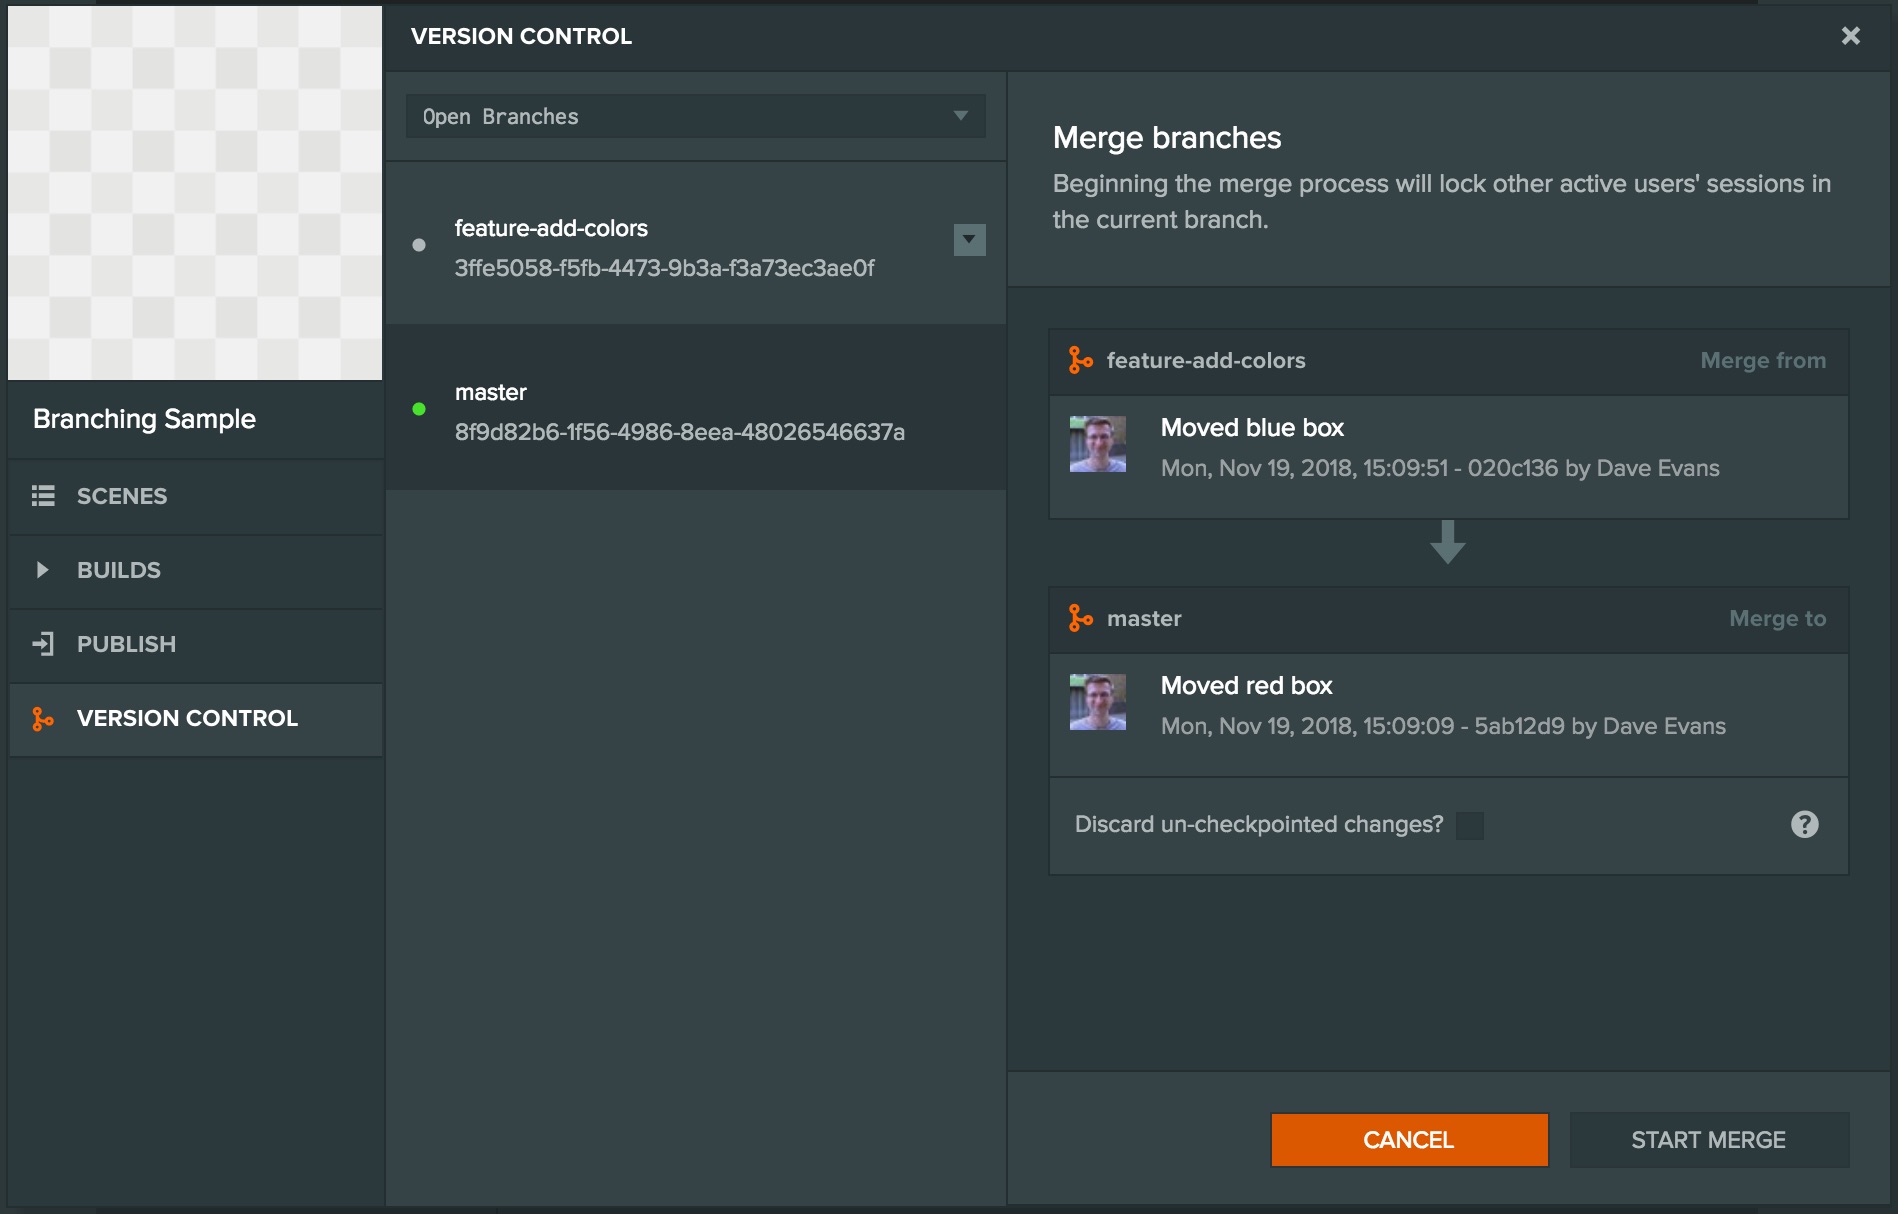 VERSION CONTROL
Open Branches
feature-add-colors
3ffe5058-f5fb-4473-9b3a-f3a73ec3ae0f
master
8f9d82b6-1f56-4986-8eea-48026546637a
Branching Sample
SCENES
BUILDS
PUBLISH
VERSION CONTROL
Merge branches
Beginning the merge process will lock other active users' sessions in
the current branch.
feature-add-colors Merge from
Moved blue box
Mon, Nov 19, 2018, 15:09:51 - 020c136 by Dave Evans
master Merge to
Moved red box
Mon, Nov 19, 2018, 15:09:09 - 5ab12d9 by Dave Evans
Discard un-checkpointed changes? ?
CANCEL START MERGE